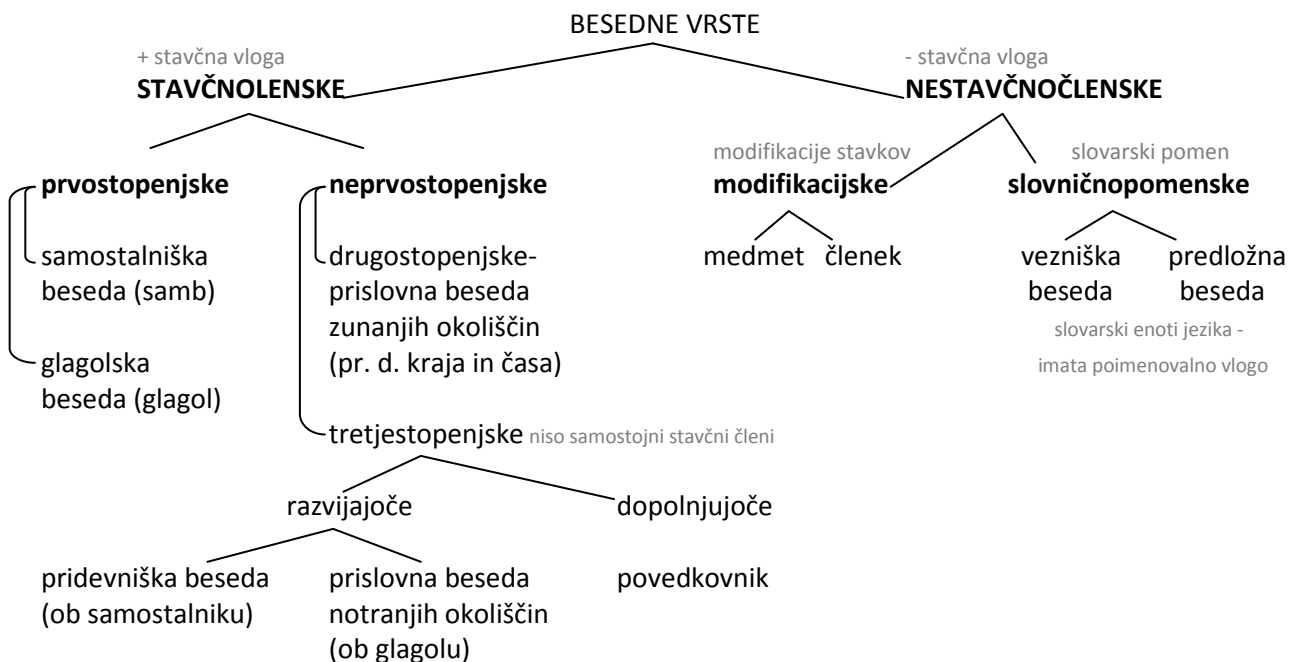 BESEDNE VRSTE
+ stavčna vloga
STAVČNOLENSKE
- stavčna vloga
NESTAVČNOČLENSKE
prvostopenjske
neprvostopenjske
modifikacije stavkov
modifikacijske
slovarski pomen
slovničnopomenske
samostalniška
beseda (samb)
glagolska
beseda (glagol)
drugostopenjske-
prislovna beseda
zunanjih okoliščin
(pr. d. kraja in časa)
medmet
členek
vezniška
beseda
predložna
beseda
slovarski enoti jezika -
imata poimenovalno vlogo
tretjestopenjske niso samostojni stavčni členi
razvijajoče
dopolnjujoče
pridevniška beseda
(ob samostalniku)
prislovna beseda
notranjih okoliščin
(ob glagolu)
povedkovnik